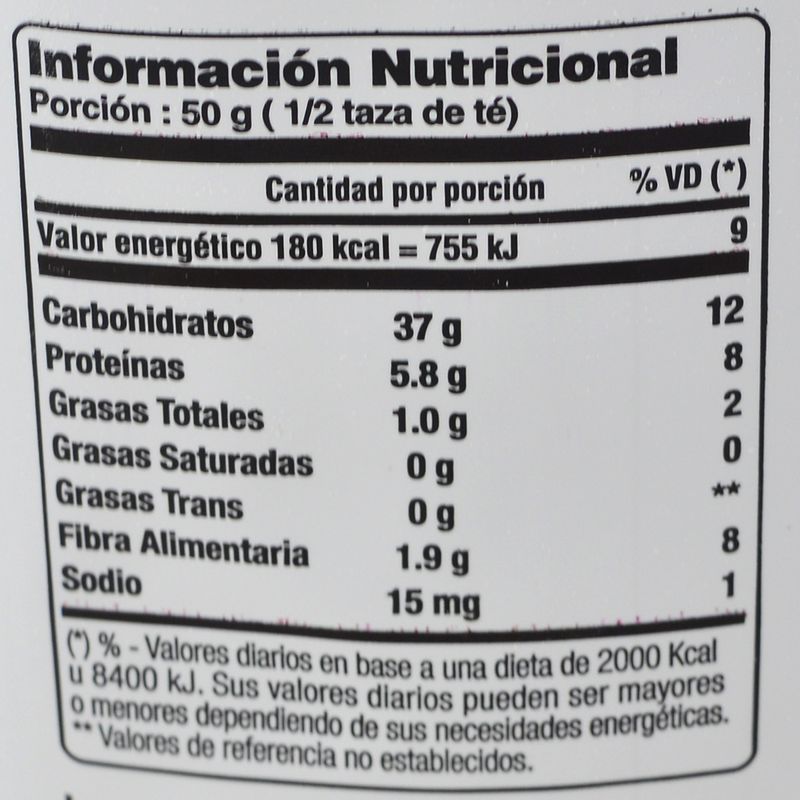 Información Nutricional
Porción : 50 g ( 1/2 taza de té)
Cantidad por porción % VD (*)
Valor energético 180 kcal = 755 kJ 9
Carbohidratos 37 g 12
Proteínas 5.8 g 8
Grasas Totales 1.0 g 2
Grasas Saturadas 0 g 0
Grasas Trans 0 g **
Fibra Alimentaria 1.9 g 8
Sodio 15 mg 1
(*) % - Valores diarios en base a una dieta de 2000 Kcal
u 8400 kJ. Sus valores diarios pueden ser mayores
o menores dependiendo de sus necesidades energéticas.
** Valores de referencia no establecidos.